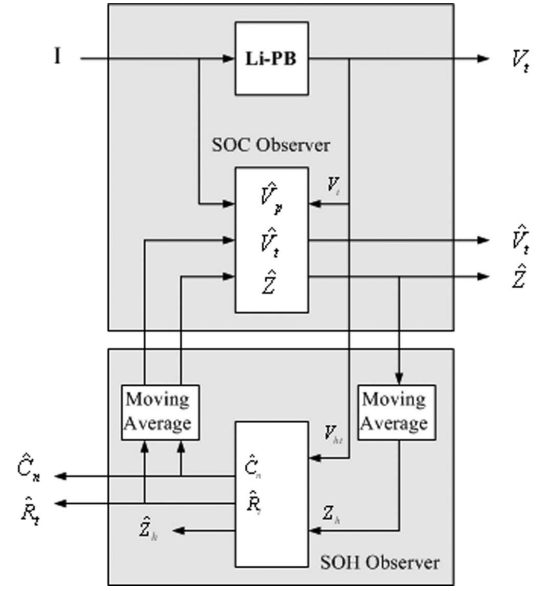 I
Li-PB
V_t
SOC Observer
V̂_p
V_t
V̂_t
V̂_t
Ẑ
Ẑ
Moving
Average
Moving
Average
V_ht
Ĉ_n
Ĉ_n
R̂_t
R̂
Ẑ_h
Z_h
SOH Observer